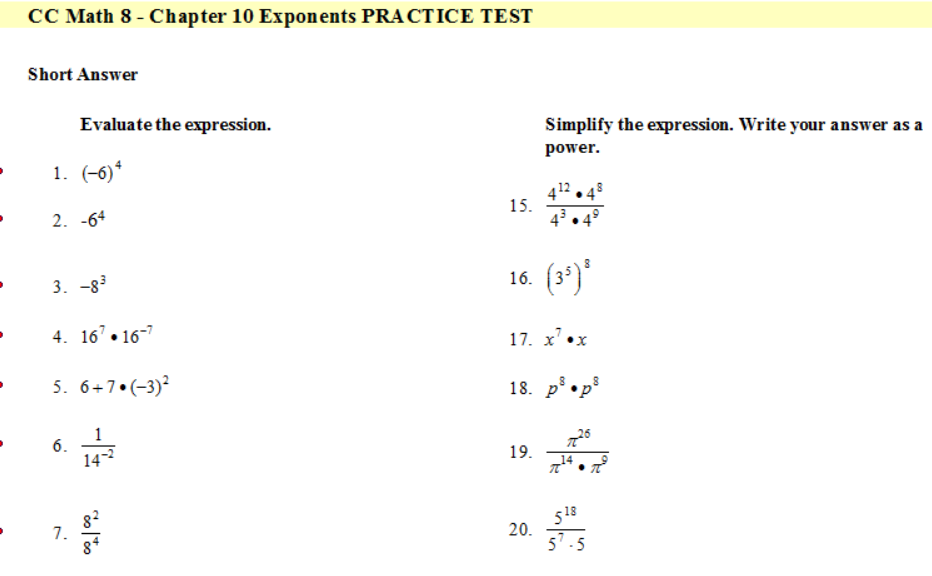 CC Math 8 - Chapter 10 Exponents PRACTICE TEST
Short Answer
Evaluate the expression.
1. (−6)⁴
2. -6⁴
3. −8³
4. 16⁷ • 16⁻⁷
5. 6 + 7 • (−3)²
6. 1/14⁻²
7. 8²/8⁴
Simplify the expression. Write your answer as a
power.
15. 4¹² • 4⁸/4³ • 4⁹
16. (3⁵)⁸
17. x⁷ • x
18. p⁸ • p⁸
19. π²⁶/π¹⁴ • π⁹
20. 5¹⁸/5⁷ · 5